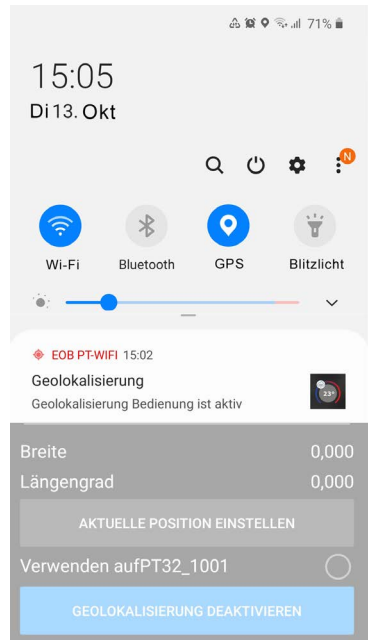 71%
15:05
Di 13. Okt
N
Wi-Fi Bluetooth GPS Blitzlicht
EOB PT-WIFI 15:02
Geolokalisierung
Geolokalisierung Bedienung ist aktiv
23°
Breite 0,000
Längengrad 0,000
AKTUELLE POSITION EINSTELLEN
Verwenden aufPT32_1001
GEOLOKALISIERUNG DEAKTIVIEREN